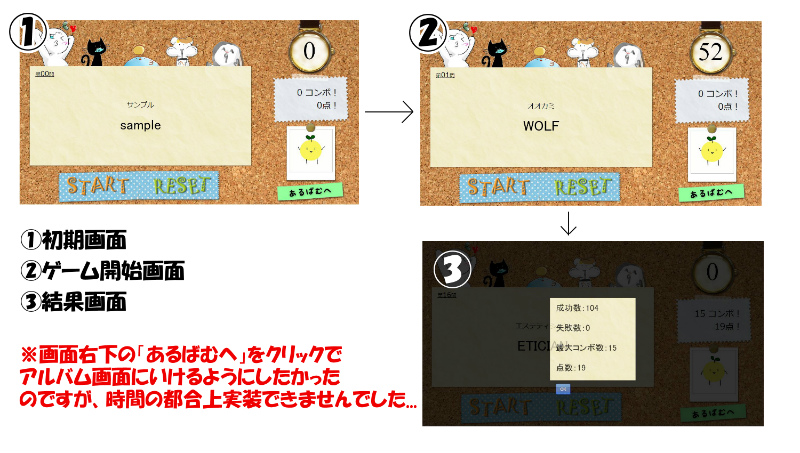 ①
第00問
サンプル
sample
0
0 コンボ!
0点!
START RESET
あるばむへ
②
第01問
オオカミ
WOLF
52
0 コンボ!
0点!
START RESET
あるばむへ
①初期画面
②ゲーム開始画面
③結果画面
※画面右下の「あるばむへ」をクリックで
アルバム画面にいけるようにしたかった
のですが、時間の都合上実装できませんでした...
③
第16問
ETICIAN
0
15 コンボ!
19点!
成功数:104
失敗数:0
最大コンボ数:15
点数:19
START RESET
あるばむへ